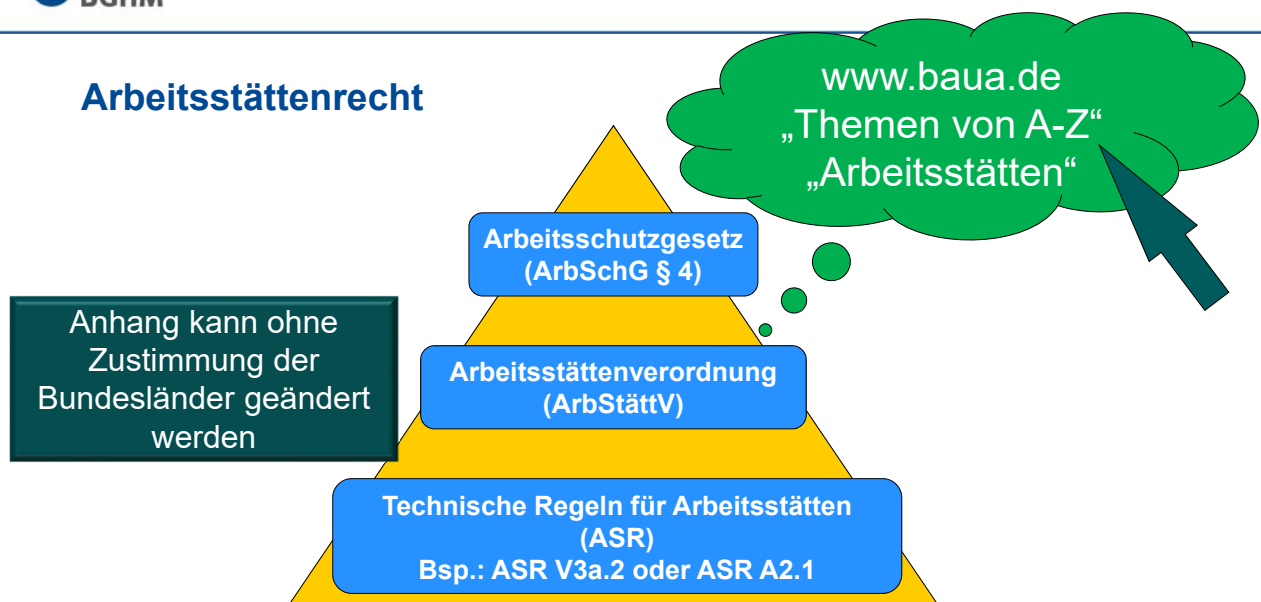 BGHM
Arbeitsstättenrecht
www.baua.de
„Themen von A-Z“
„Arbeitsstätten“
Arbeitsschutzgesetz
(ArbSchG § 4)
Anhang kann ohne
Zustimmung der
Bundesländer geändert
werden
Arbeitsstättenverordnung
(ArbStättV)
Technische Regeln für Arbeitsstätten
(ASR)
Bsp.: ASR V3a.2 oder ASR A2.1